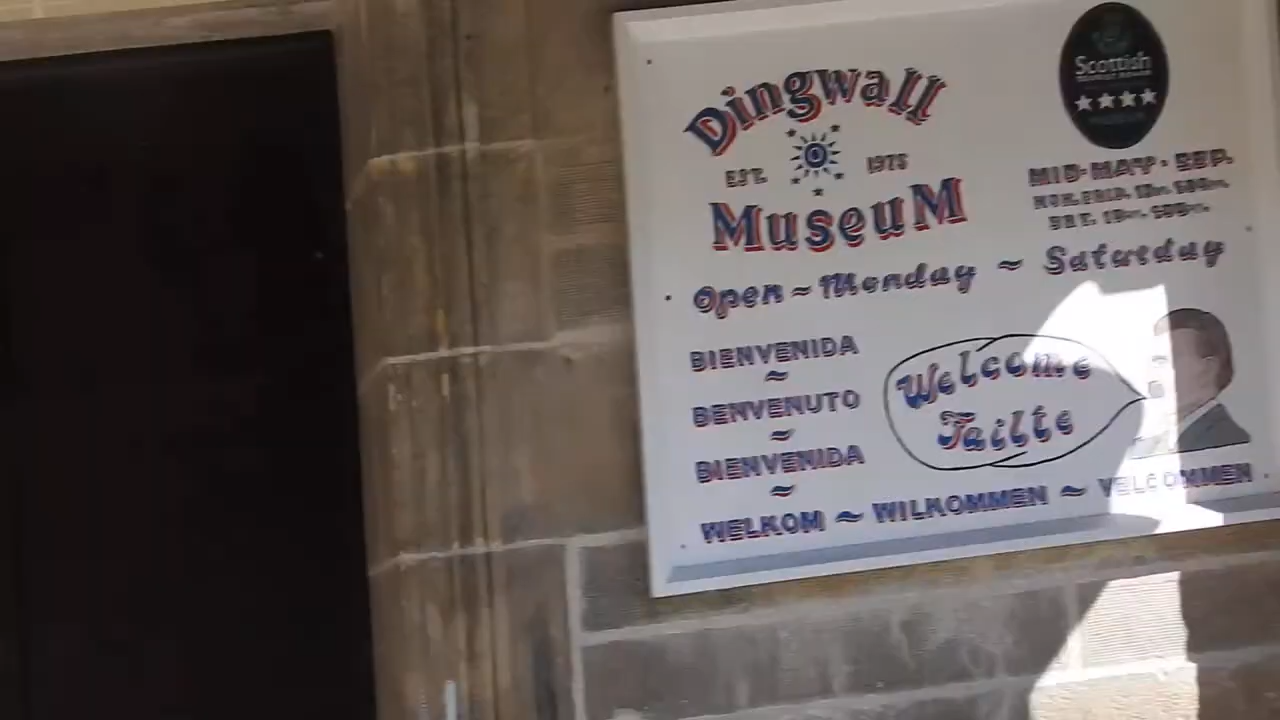 Dingwall
EST. 1975
MuseuM
Scottish
MID-MAY - SEP.
Open ~ Monday ~ Saturday
BIENVENIDA
~
BENVENUTO
~
BIENVENIDA
~
WELKOM ~ WILKOMMEN ~ VELCOMMEN
Welcome
Failte